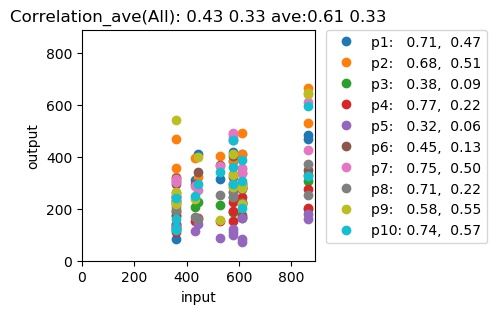 Correlation_ave(All): 0.43 0.33 ave:0.61 0.33
output
800
600
400
200
0
0 200 400 600 800
input
p1: 0.71, 0.47
p2: 0.68, 0.51
p3: 0.38, 0.09
p4: 0.77, 0.22
p5: 0.32, 0.06
p6: 0.45, 0.13
p7: 0.75, 0.50
p8: 0.71, 0.22
p9: 0.58, 0.55
p10: 0.74, 0.57